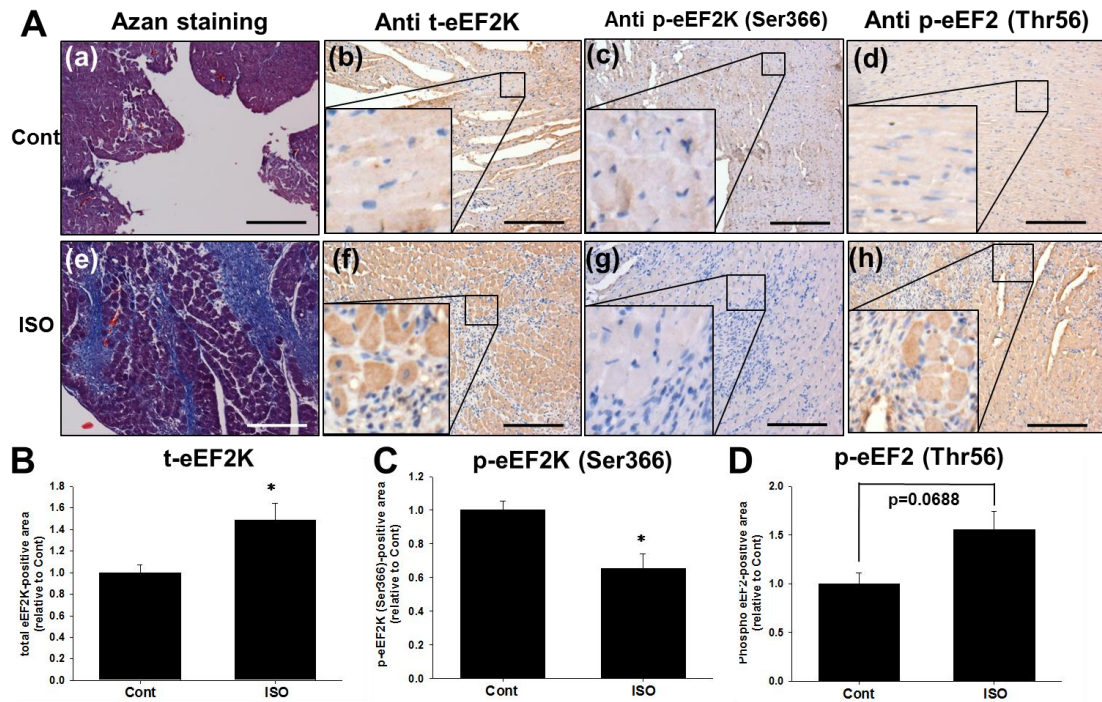 A
Azan staining
Anti t-eEF2K
Anti p-eEF2K (Ser366)
Anti p-eEF2 (Thr56)
Cont
(a)
(b)
(c)
(d)
ISO
(e)
(f)
(g)
(h)
B
t-eEF2K
total eEF2K-positive area
(relative to Cont)
1.8
1.6
1.4
1.2
1.0
0.8
0.6
0.4
0.2
0.0
*
Cont
ISO
C
p-eEF2K (Ser366)
p-eEF2K (Ser366)-positive area
(relative to Cont)
1.2
1.0
0.8
0.6
0.4
0.2
0.0
*
Cont
ISO
D
p-eEF2 (Thr56)
Phospho eEF2-positive area
(relative to Cont)
2.0
1.5
1.0
0.5
0.0
p=0.0688
Cont
ISO